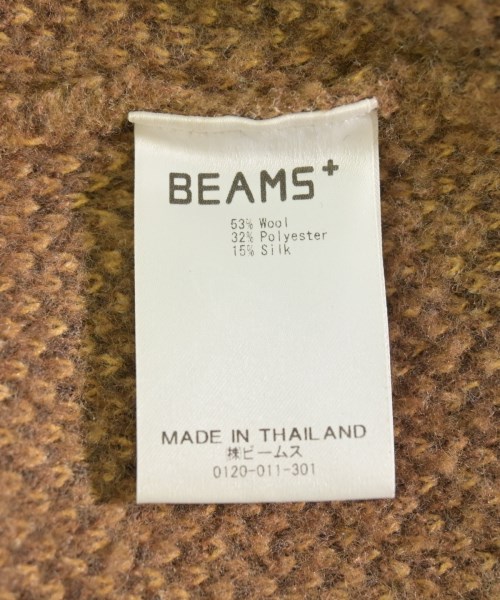 BEAMS+
53% Wool
32% Polyester
15% Silk
MADE IN THAILAND
㈱ビームス
0120-011-301